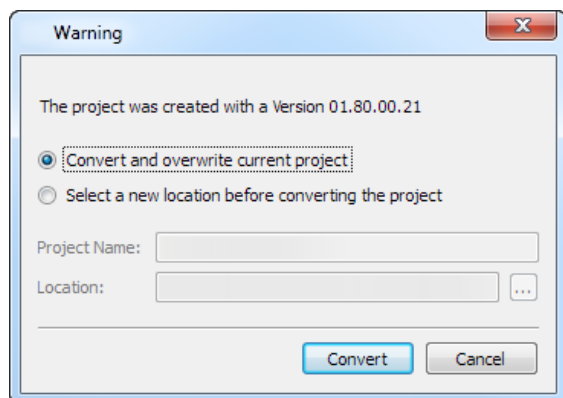 Warning
The project was created with a Version 01.80.00.21
Convert and overwrite current project
Select a new location before converting the project
Project Name:
Location:
...
Convert Cancel